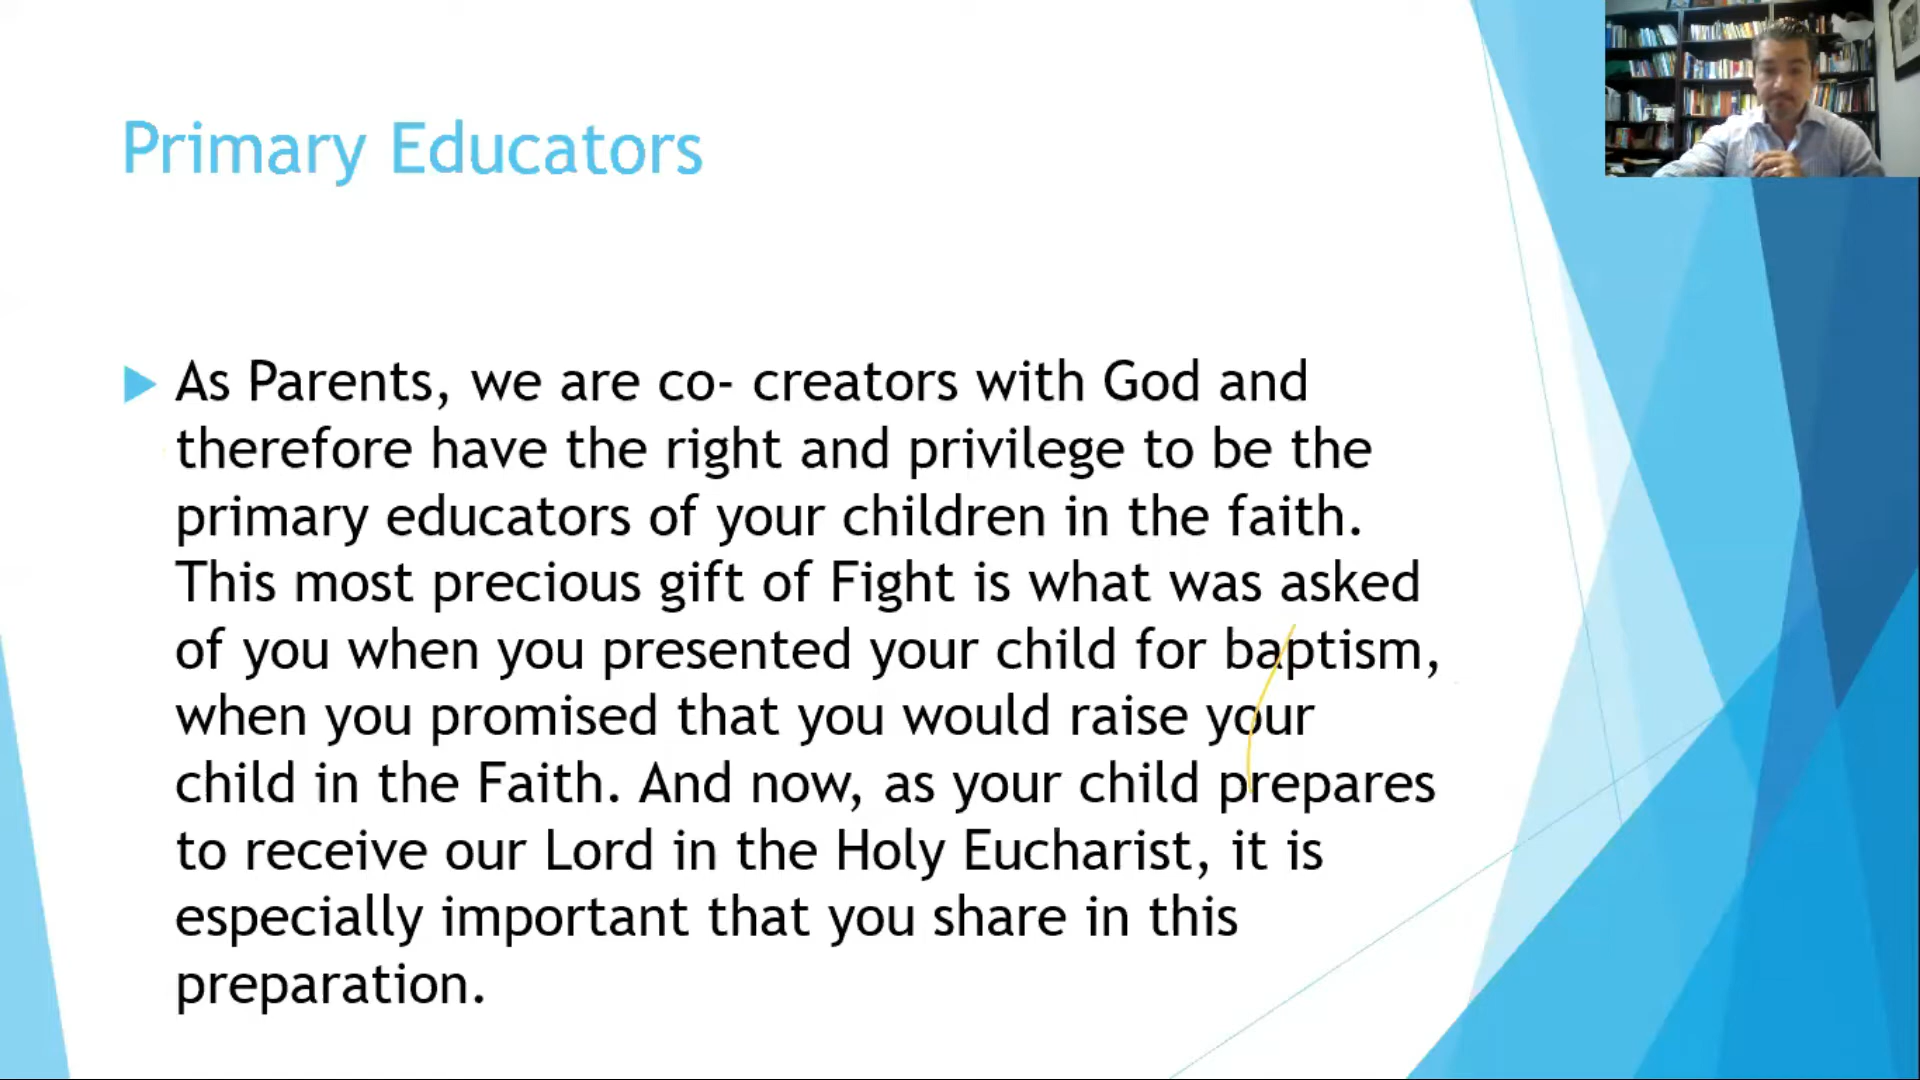 Primary Educators
As Parents, we are co- creators with God and
therefore have the right and privilege to be the
primary educators of your children in the faith.
This most precious gift of Fight is what was asked
of you when you presented your child for baptism,
when you promised that you would raise your
child in the Faith. And now, as your child prepares
to receive our Lord in the Holy Eucharist, it is
especially important that you share in this
preparation.